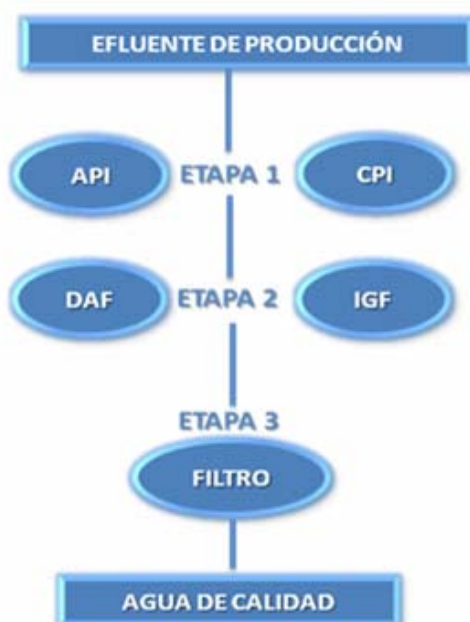 EFLUENTE DE PRODUCCIÓN
API
ETAPA 1
CPI
DAF
ETAPA 2
IGF
ETAPA 3
FILTRO
AGUA DE CALIDAD